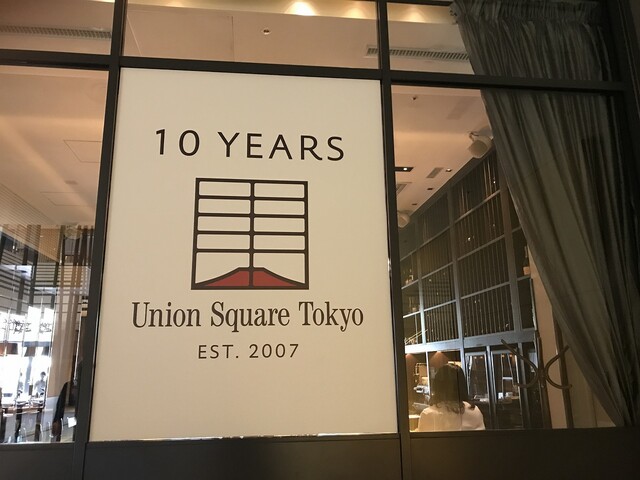 10 YEARS
Union Square Tokyo
EST. 2007